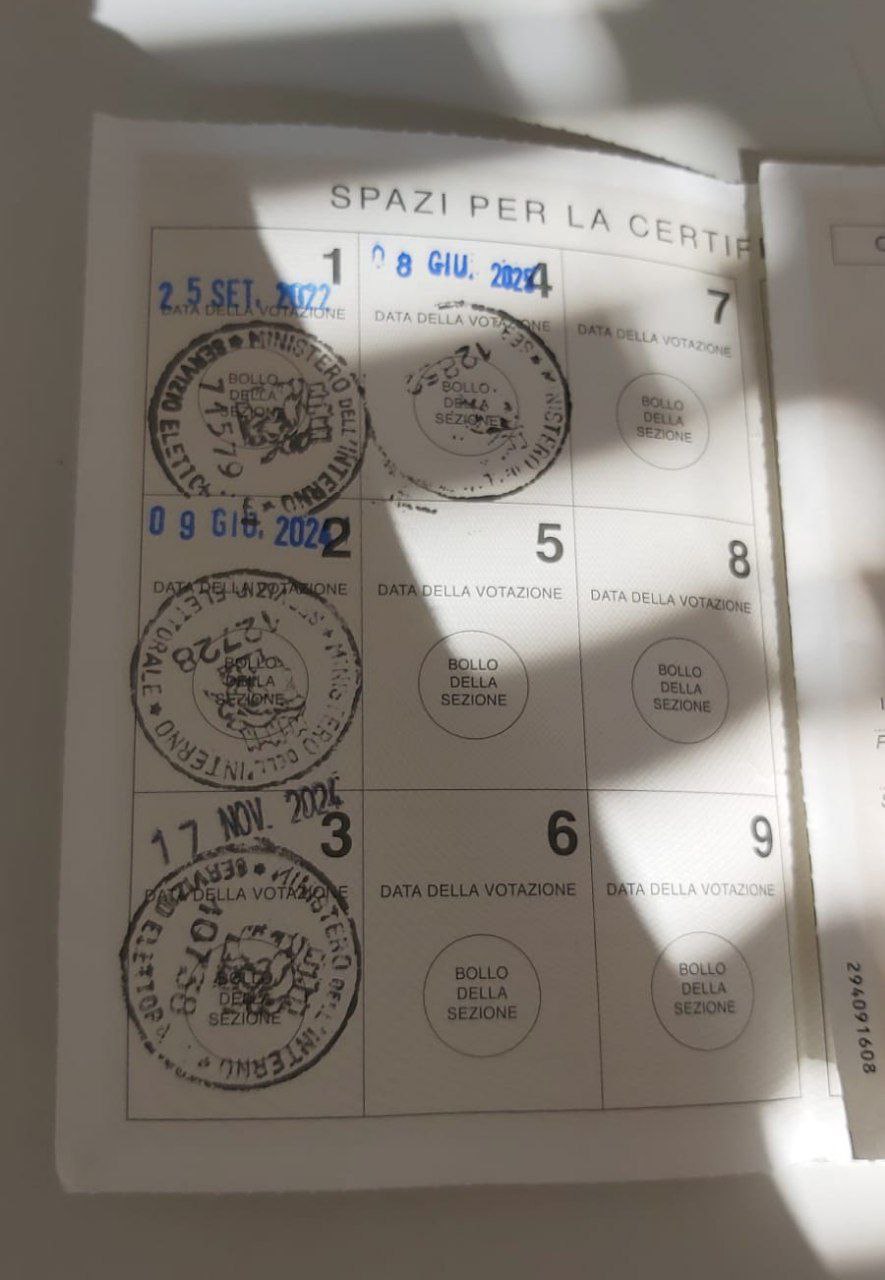 SPAZI PER LA CERTIF
1
25 SET. 2022
DATA DELLA VOTAZIONE
MINISTERO DELL'INTERNO
BOLLO
DELLA
SEZIONE
4
08 GIU.
DATA DELLA VOTAZIONE
BOLLO
DELLA
SEZIONE
7
DATA DELLA VOTAZIONE
BOLLO
DELLA
SEZIONE
2
09 GIU. 2024
DATA DELLA VOTAZIONE
MINISTERO DELL'INTERNO
12728
BOLLO
DELLA
SEZIONE
5
DATA DELLA VOTAZIONE
BOLLO
DELLA
SEZIONE
8
DATA DELLA VOTAZIONE
BOLLO
DELLA
SEZIONE
3
17 NOV. 2024
DATA DELLA VOTAZIONE
MINISTERO DELL'INTERNO
BOLLO
DELLA
SEZIONE
6
DATA DELLA VOTAZIONE
BOLLO
DELLA
SEZIONE
9
DATA DELLA VOTAZIONE
BOLLO
DELLA
SEZIONE
294091608